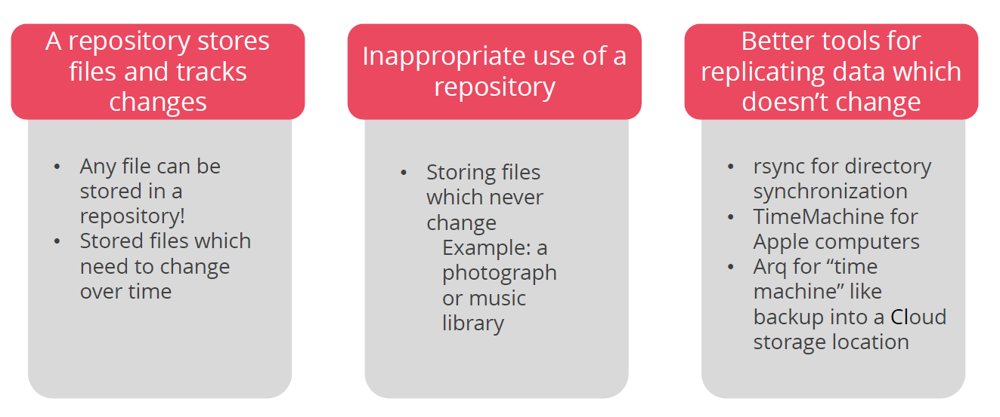 A repository stores
files and tracks
changes
• Any file can be
stored in a
repository!
• Stored files which
need to change
over time
Inappropriate use of a
repository
• Storing files
which never
change
Example: a
photograph
or music
library
Better tools for
replicating data which
doesn’t change
• rsync for directory
synchronization
• TimeMachine for
Apple computers
• Arq for “time
machine” like
backup into a Cloud
storage location